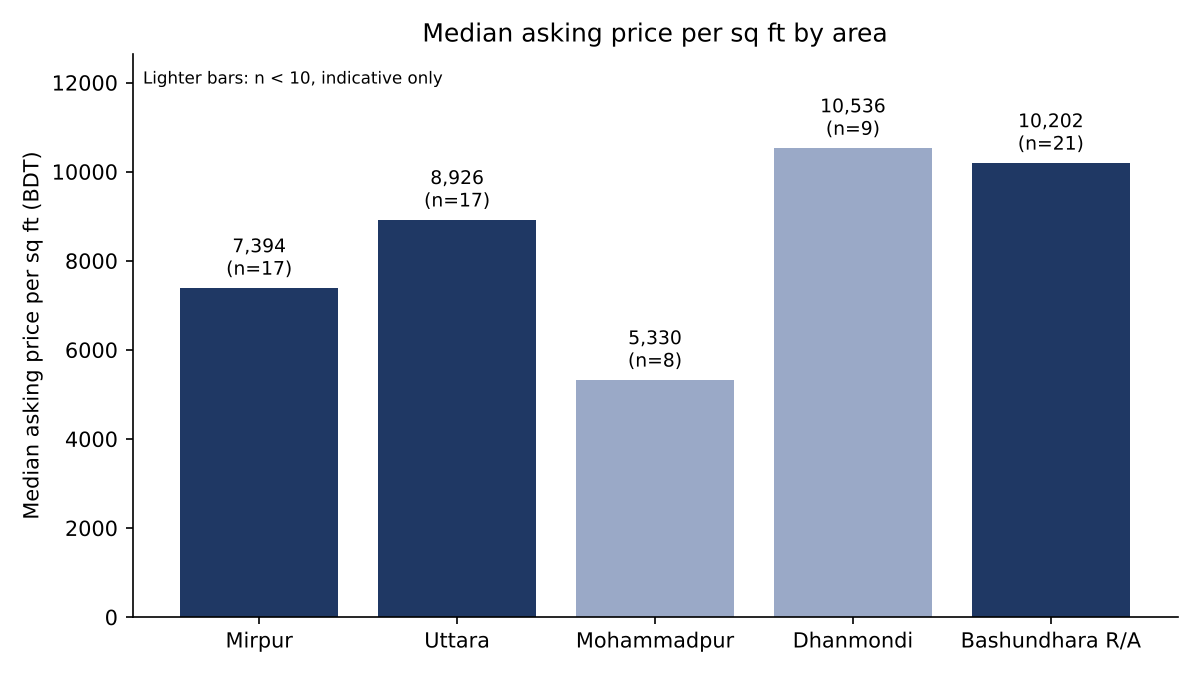 Median asking price per sq ft by area
Lighter bars: n < 10, indicative only
Median asking price per sq ft (BDT)
12000
10000
8000
6000
4000
2000
0
7,394
(n=17)
8,926
(n=17)
5,330
(n=8)
10,536
(n=9)
10,202
(n=21)
Mirpur
Uttara
Mohammadpur
Dhanmondi
Bashundhara R/A